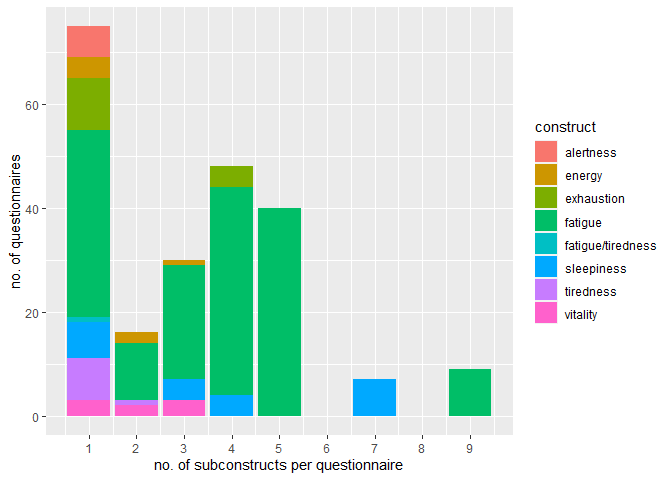 no. of questionnaires
60
40
20
0
1 2 3 4 5 6 7 8 9
no. of subconstructs per questionnaire
construct
alertness
energy
exhaustion
fatigue
fatigue/tiredness
sleepiness
tiredness
vitality